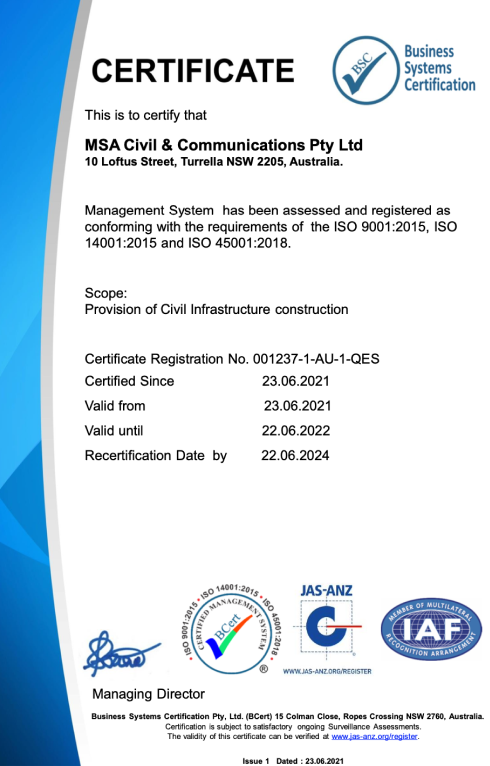 CERTIFICATE
BSC
Business
Systems
Certification
This is to certify that
MSA Civil & Communications Pty Ltd
10 Loftus Street, Turrella NSW 2205, Australia.
Management System has been assessed and registered as
conforming with the requirements of the ISO 9001:2015, ISO
14001:2015 and ISO 45001:2018.
Scope:
Provision of Civil Infrastructure construction
Certificate Registration No. 001237-1-AU-1-QES
Certified Since 23.06.2021
Valid from 23.06.2021
Valid until 22.06.2022
Recertification Date by 22.06.2024
• ISO 9001:2015 • ISO 14001:2015 • ISO 45001:2018 •
CERTIFIED MANAGEMENT SYSTEM
BCert
®
JAS-ANZ
WWW.JAS-ANZ.ORG/REGISTER
MEMBER OF MULTILATERAL
IAF
RECOGNITION ARRANGEMENT
Managing Director
Business Systems Certification Pty, Ltd. (BCert) 15 Colman Close, Ropes Crossing NSW 2760, Australia.
Certification is subject to satisfactory ongoing Surveillance Assessments.
The validity of this certificate can be verified at www.jas-anz.org/register.
Issue 1 Dated : 23.06.2021